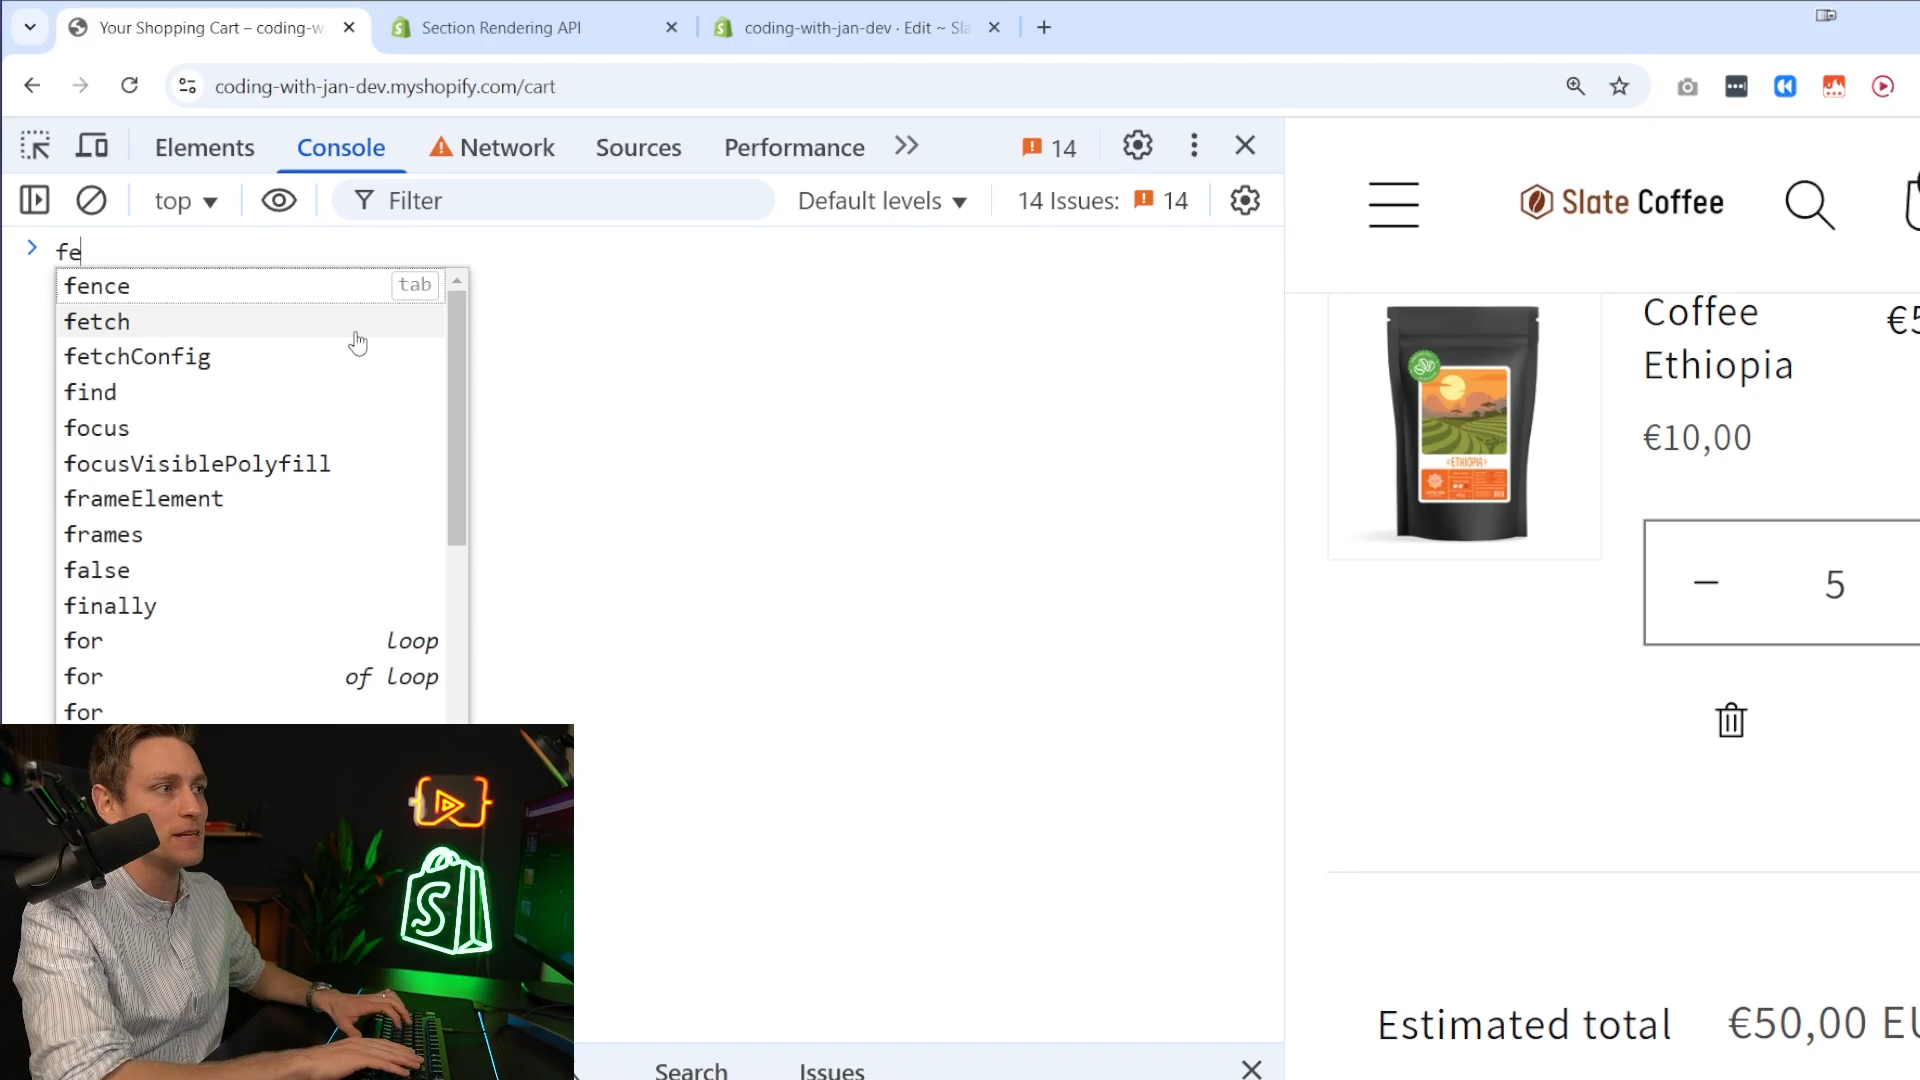 Your Shopping Cart – coding-w
Section Rendering API
coding-with-jan-dev · Edit ~ Sla
coding-with-jan-dev.myshopify.com/cart
Elements
Console
Network
Sources
Performance
14
top
Filter
Default levels
14 Issues:
14
fe
fence
tab
fetch
fetchConfig
find
focus
focusVisiblePolyfill
frameElement
frames
false
finally
for loop
for of loop
for
Search
Issues
Slate Coffee
Coffee
Ethiopia
€5
€10,00
ETHIOPIA
5
Estimated total
€50,00 EU